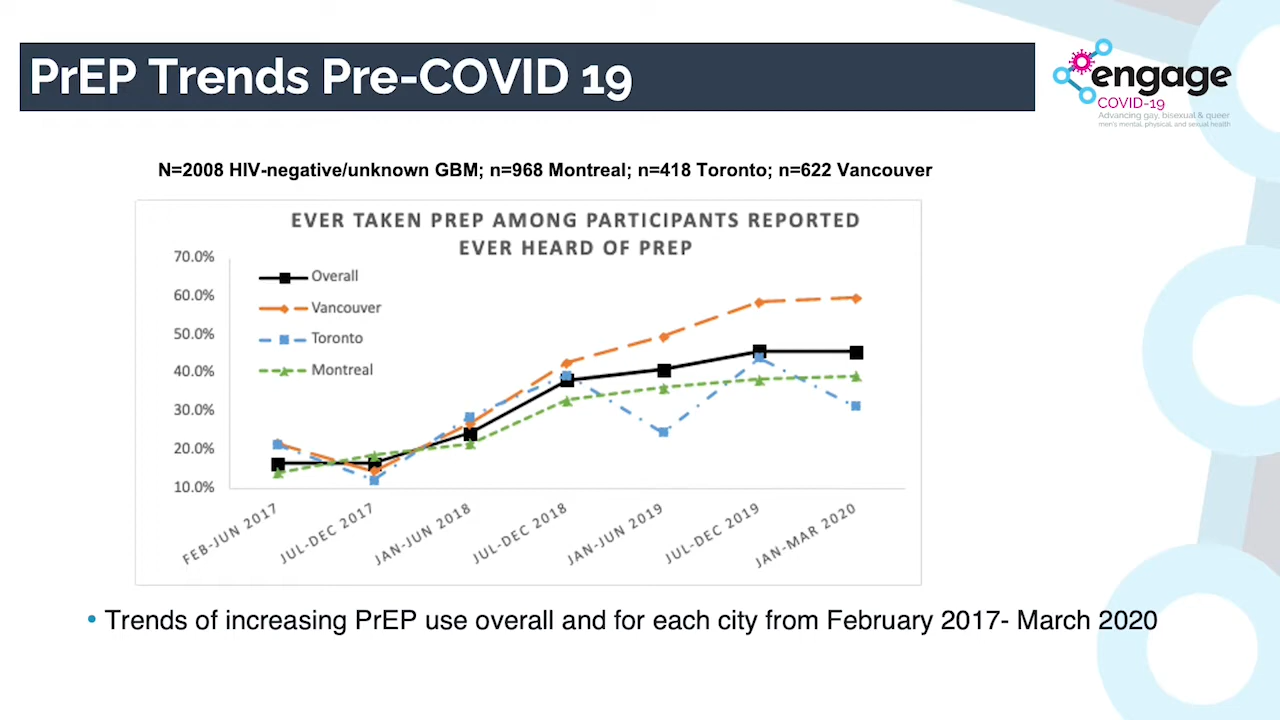 PrEP Trends Pre-COVID 19
engage
COVID-19
Advancing gay, bisexual & queer
men's mental, physical, and sexual health
N=2008 HIV-negative/unknown GBM; n=968 Montreal; n=418 Toronto; n=622 Vancouver
EVER TAKEN PREP AMONG PARTICIPANTS REPORTED
EVER HEARD OF PREP
70.0%
60.0%
50.0%
40.0%
30.0%
20.0%
10.0%
Overall
Vancouver
Toronto
Montreal
FEB-JUN 2017
JUL-DEC 2017
JAN-JUN 2018
JUL-DEC 2018
JAN-JUN 2019
JUL-DEC 2019
JAN-MAR 2020
• Trends of increasing PrEP use overall and for each city from February 2017- March 2020